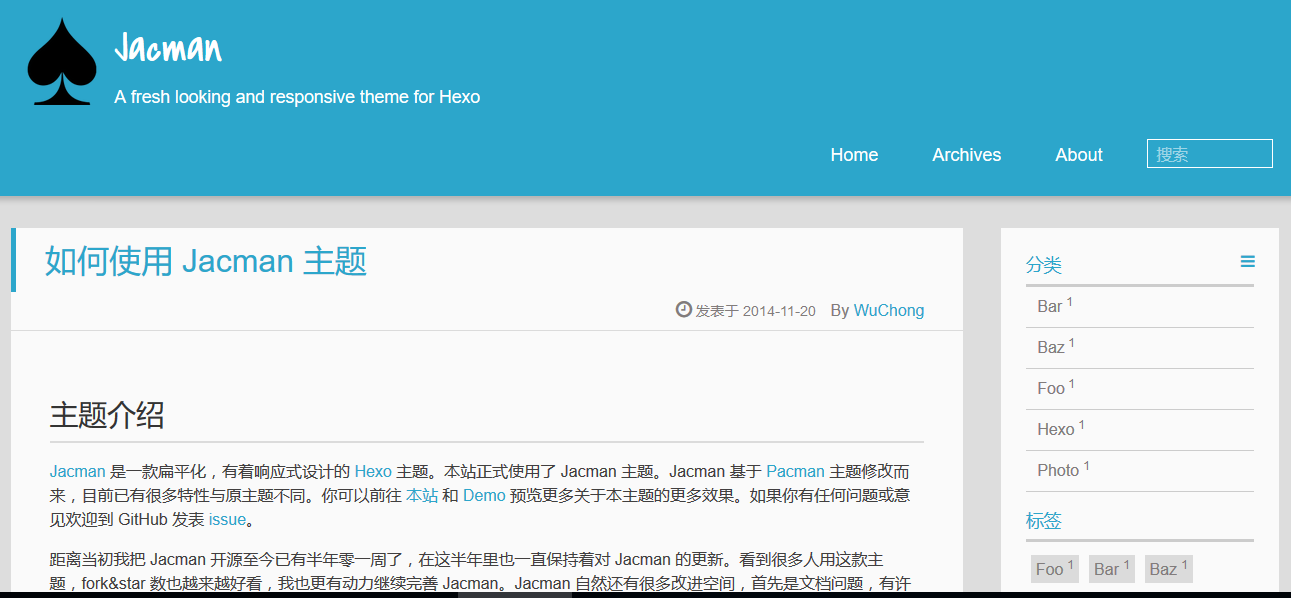 Jacman
A fresh looking and responsive theme for Hexo
Home Archives About 搜索
如何使用 Jacman 主题
发表于 2014-11-20 By WuChong
主题介绍
Jacman 是一款扁平化，有着响应式设计的 Hexo 主题。本站正式使用了 Jacman 主题。Jacman 基于 Pacman 主题修改而
来，目前已有很多特性与原主题不同。你可以前往 本站 和 Demo 预览更多关于本主题的更多效果。如果你有任何问题或意
见欢迎到 GitHub 发表 issue。
距离当初我把 Jacman 开源至今已有半年零一周了，在这半年里也一直保持着对 Jacman 的更新。看到很多人用这款主
题，fork&star 数也越来越好看，我也更有动力继续完善 Jacman。Jacman 自然还有很多改进空间，首先是文档问题，有许
分类
Bar 1
Baz 1
Foo 1
Hexo 1
Photo 1
标签
Foo 1 Bar 1 Baz 1